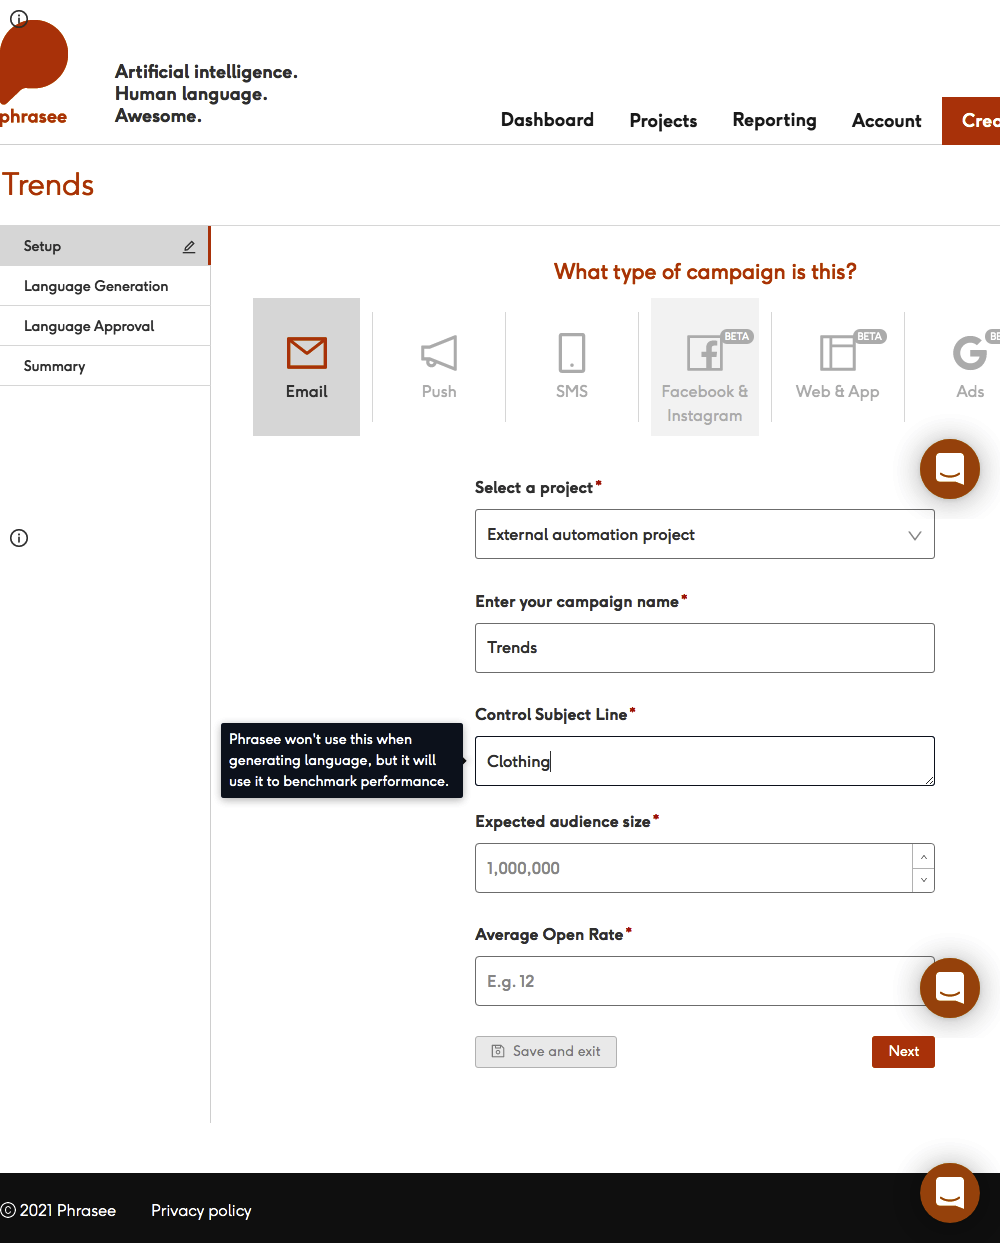 phrasee
Artificial intelligence.
Human language.
Awesome.
Dashboard
Projects
Reporting
Account
Trends
Setup
Language Generation
Language Approval
Summary
What type of campaign is this?
Email
Push
SMS
BETA
Facebook &
Instagram
BETA
Web & App
Ads
Select a project*
External automation project
Enter your campaign name*
Trends
Control Subject Line*
Phrasee won't use this when
generating language, but it will
use it to benchmark performance.
Clothing
Expected audience size*
1,000,000
Average Open Rate*
E.g. 12
Save and exit
Next
© 2021 Phrasee
Privacy policy